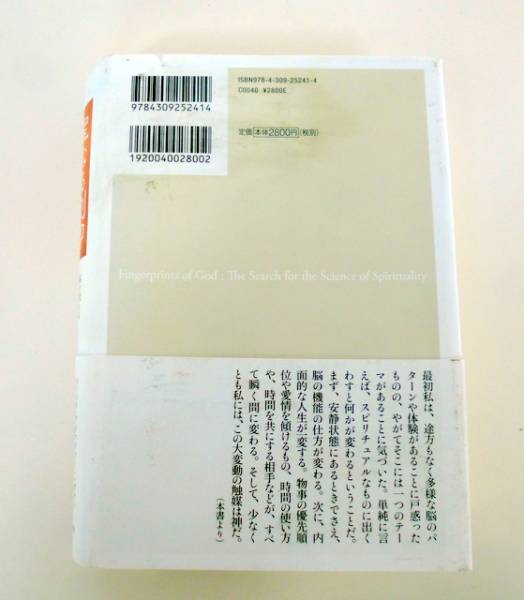 ISBN978-4-309-25241-4
C0040 ¥2800E
9784309252414
定価 本体2800円(税別)
1920040028002
Fingerprints of God : The Search for the Science of Spirituality
最初私は、途方もなく多様な脳のパ
ターンや体験があることに戸惑った
ものの、やがてそこには一つのテー
マがあることに気づいた。単純に言
えば、スピリチュアルなものに出く
わすと何かが変わるということだ。
まず、安静状態にあるときでさえ、
脳の機能の仕方が変わる。次に、内
面的な人生が一変する。物事の優先順
位や愛情を傾けるもの、時間の使い方
や、時間を共にする相手などが、すべ
て瞬く間に変わる。そして、少なく
とも私には、この大変動の触媒は神だ。
(本書より)